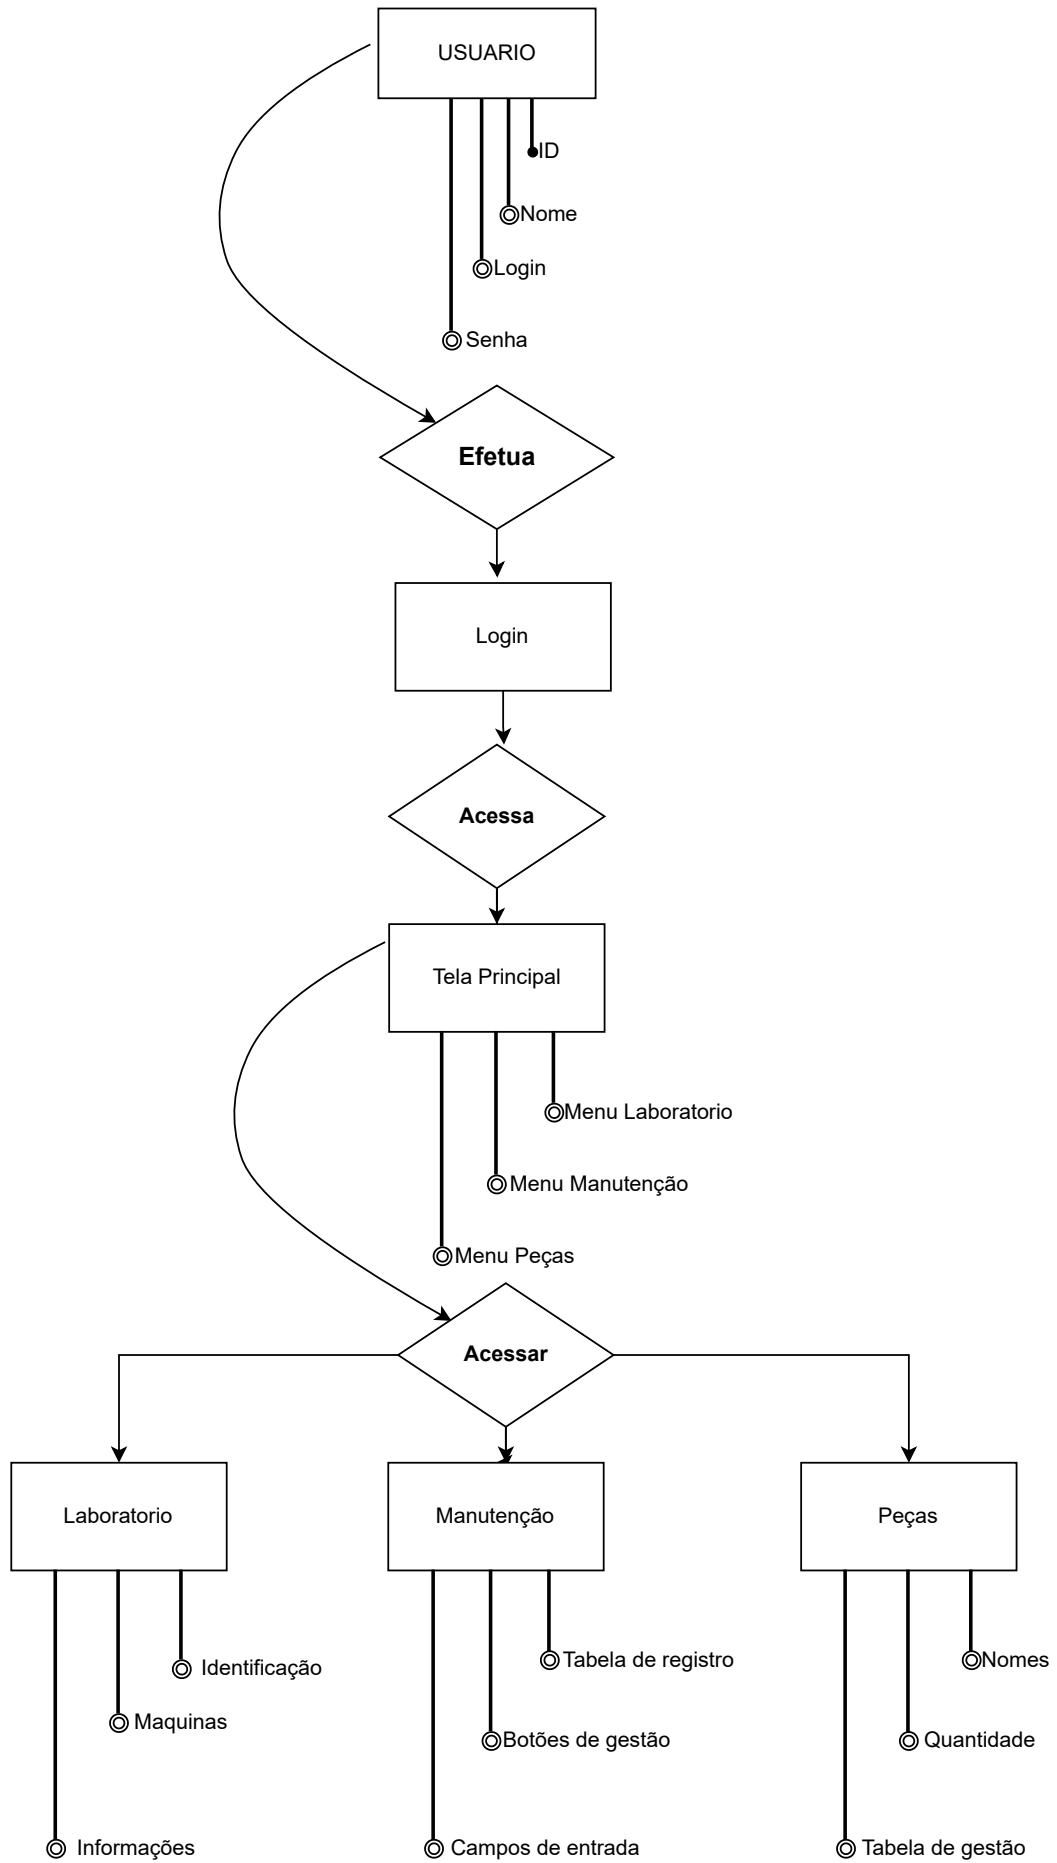 USUARIO
ID
Nome
Login
Senha
Efetua
Login
Acessa
Tela Principal
Menu Laboratorio
Menu Manutenção
Menu Peças
Acessar
Laboratorio
Manutenção
Peças
Tabela de registro
Nomes
Identificação
Maquinas
Botões de gestão
Quantidade
Informações
Campos de entrada
Tabela de gestão